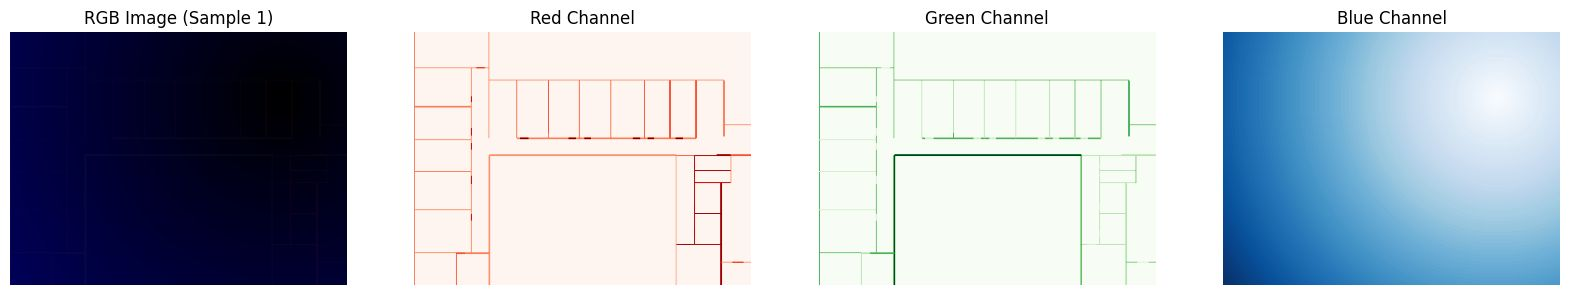 RGB Image (Sample 1)
Red Channel
Green Channel
Blue Channel